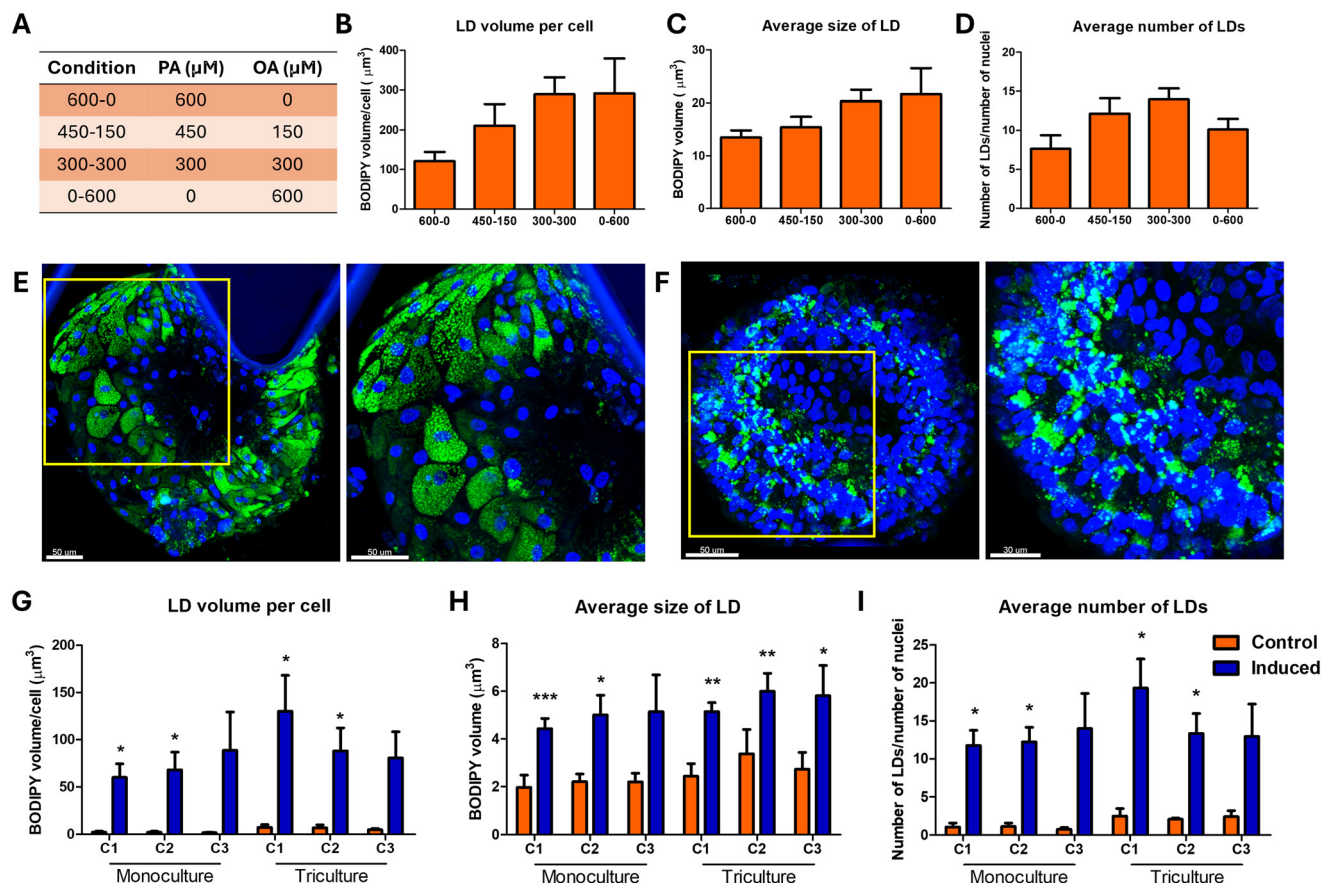 A
Condition PA (µM) OA (µM)
600-0 600 0
450-150 450 150
300-300 300 300
0-600 0 600
B
LD volume per cell
BODIPY volume/cell ( µm³)
400
300
200
100
0
600-0 450-150 300-300 0-600
C
Average size of LD
BODIPY volume ( µm³)
30
20
10
0
600-0 450-150 300-300 0-600
D
Average number of LDs
Number of LDs/number of nuclei
20
15
10
5
0
600-0 450-150 300-300 0-600
E
50 um
50 um
F
50 um
30 um
G
LD volume per cell
BODIPY volume/cell (µm³)
200
150
100
50
0
* * * *
C1 C2 C3 C1 C2 C3
Monoculture Triculture
H
Average size of LD
BODIPY volume (µm³)
8
6
4
2
0
*** * ** ** *
C1 C2 C3 C1 C2 C3
Monoculture Triculture
I
Average number of LDs
Number of LDs/number of nuclei
25
20
15
10
5
0
* * * *
C1 C2 C3 C1 C2 C3
Monoculture Triculture
Control
Induced